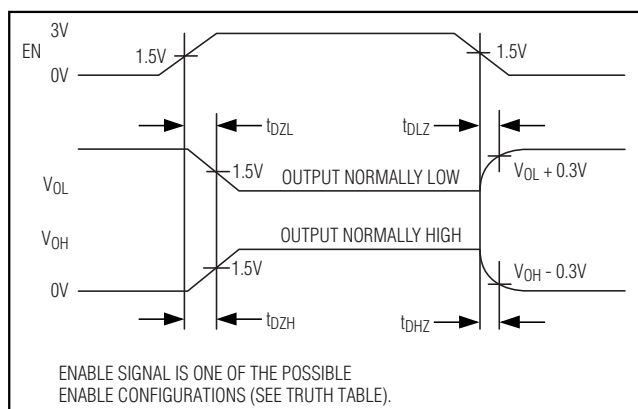 3V
EN
1.5V
1.5V
0V
tDZL
tDLZ
1.5V
OUTPUT NORMALLY LOW
VOL + 0.3V
VOL
VOH
OUTPUT NORMALLY HIGH
1.5V
VOH - 0.3V
0V
tDZH
tDHZ
ENABLE SIGNAL IS ONE OF THE POSSIBLE
ENABLE CONFIGURATIONS (SEE TRUTH TABLE).